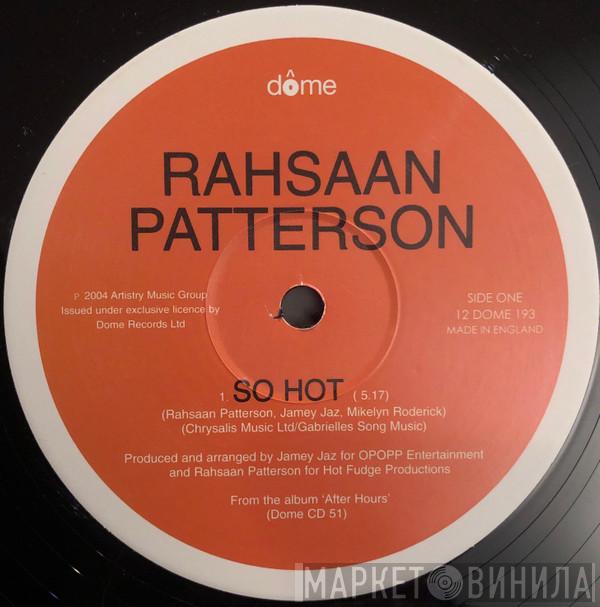 dôme
RAHSAAN
PATTERSON
P 2004 Artistry Music Group
Issued under exclusive licence by
Dome Records Ltd
SIDE ONE
12 DOME 193
MADE IN ENGLAND
1. SO HOT ( 5.17)
(Rahsaan Patterson, Jamey Jaz, Mikelyn Roderick)
(Chrysalis Music Ltd/Gabrielles Song Music)
Produced and arranged by Jamey Jaz for OPOPP Entertainment
and Rahsaan Patterson for Hot Fudge Productions
From the album 'After Hours'
(Dome CD 51)
МАРКЕТ ВИНИЛА